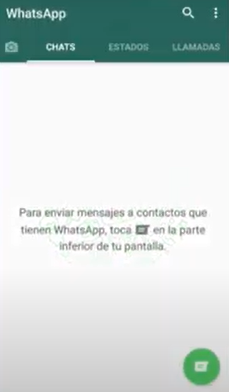 WhatsApp
CHATS ESTADOS LLAMADAS
Para enviar mensajes a contactos que
tienen WhatsApp, toca en la parte
inferior de tu pantalla.